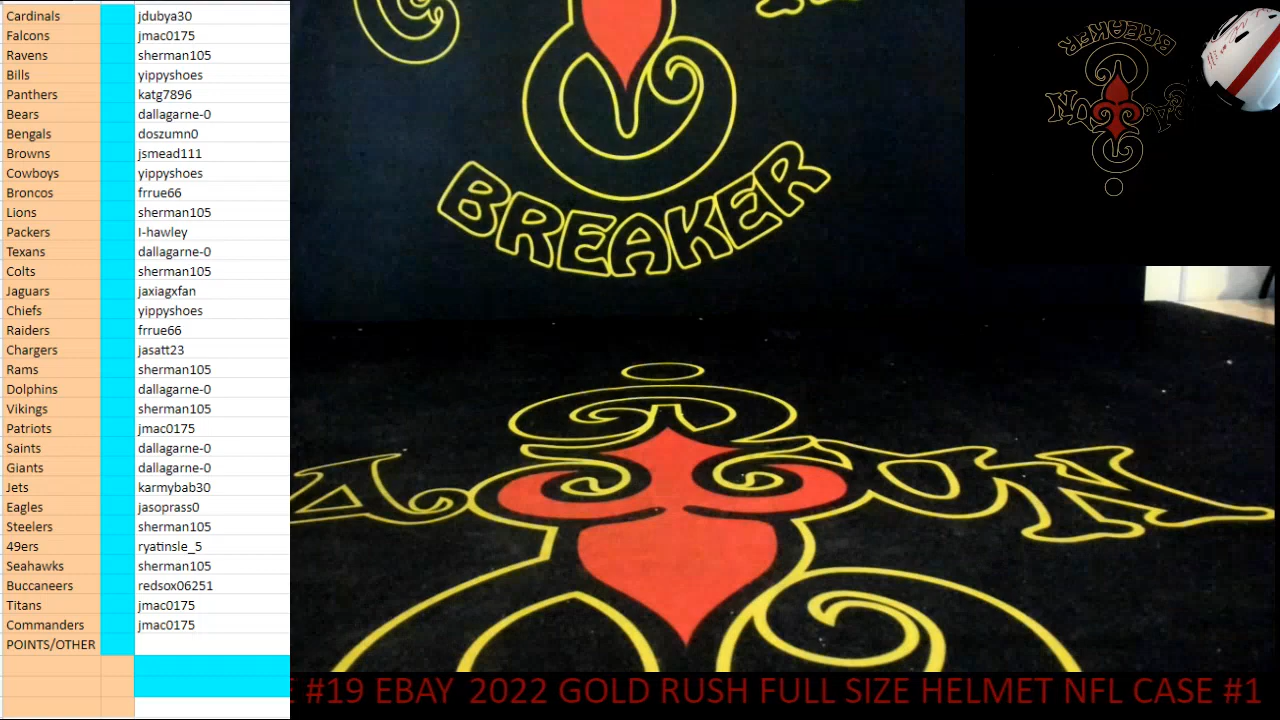 Cardinals jdubya30
Falcons jmac0175
Ravens sherman105
Bills yippyshoes
Panthers katg7896
Bears dallagarne-0
Bengals doszumn0
Browns jsmead111
Cowboys yippyshoes
Broncos frrue66
Lions sherman105
Packers l-hawley
Texans dallagarne-0
Colts sherman105
Jaguars jaxiagxfan
Chiefs yippyshoes
Raiders frrue66
Chargers jasatt23
Rams sherman105
Dolphins dallagarne-0
Vikings sherman105
Patriots jmac0175
Saints dallagarne-0
Giants dallagarne-0
Jets karmybab30
Eagles jasoprass0
Steelers sherman105
49ers ryatinsle_5
Seahawks sherman105
Buccaneers redsox06251
Titans jmac0175
Commanders jmac0175
POINTS/OTHER
BREAKER
BREAKER
#19 EBAY 2022 GOLD RUSH FULL SIZE HELMET NFL CASE #1